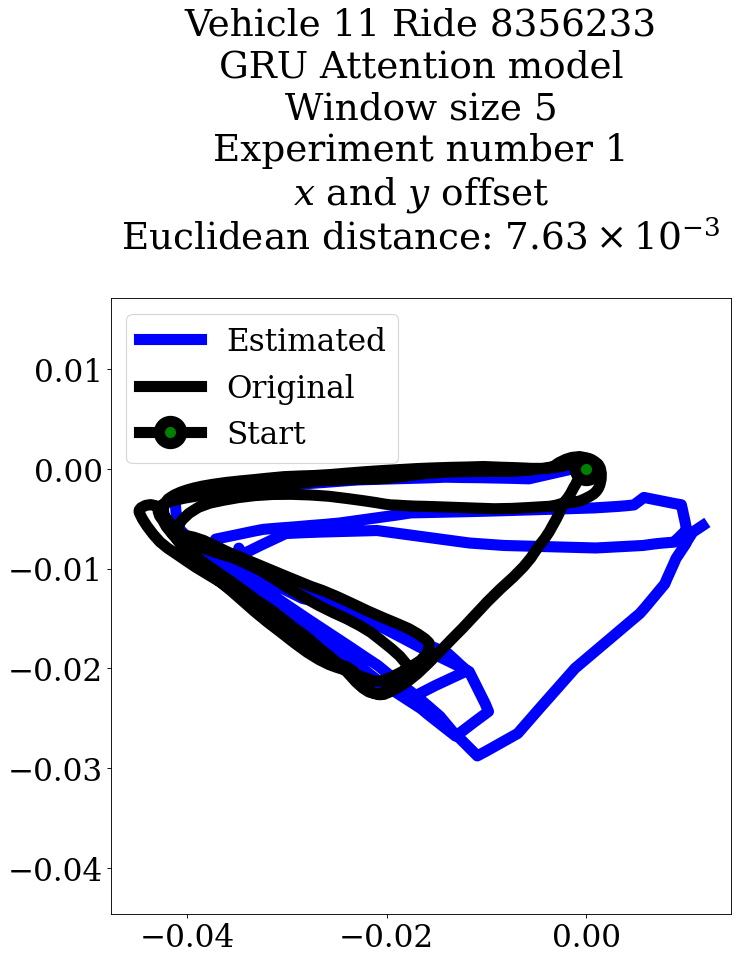 Vehicle 11 Ride 8356233
GRU Attention model
Window size 5
Experiment number 1
x and y offset
Euclidean distance: 7.63 × 10⁻³
Estimated
Original
Start
0.01
0.00
−0.01
−0.02
−0.03
−0.04
−0.04 −0.02 0.00